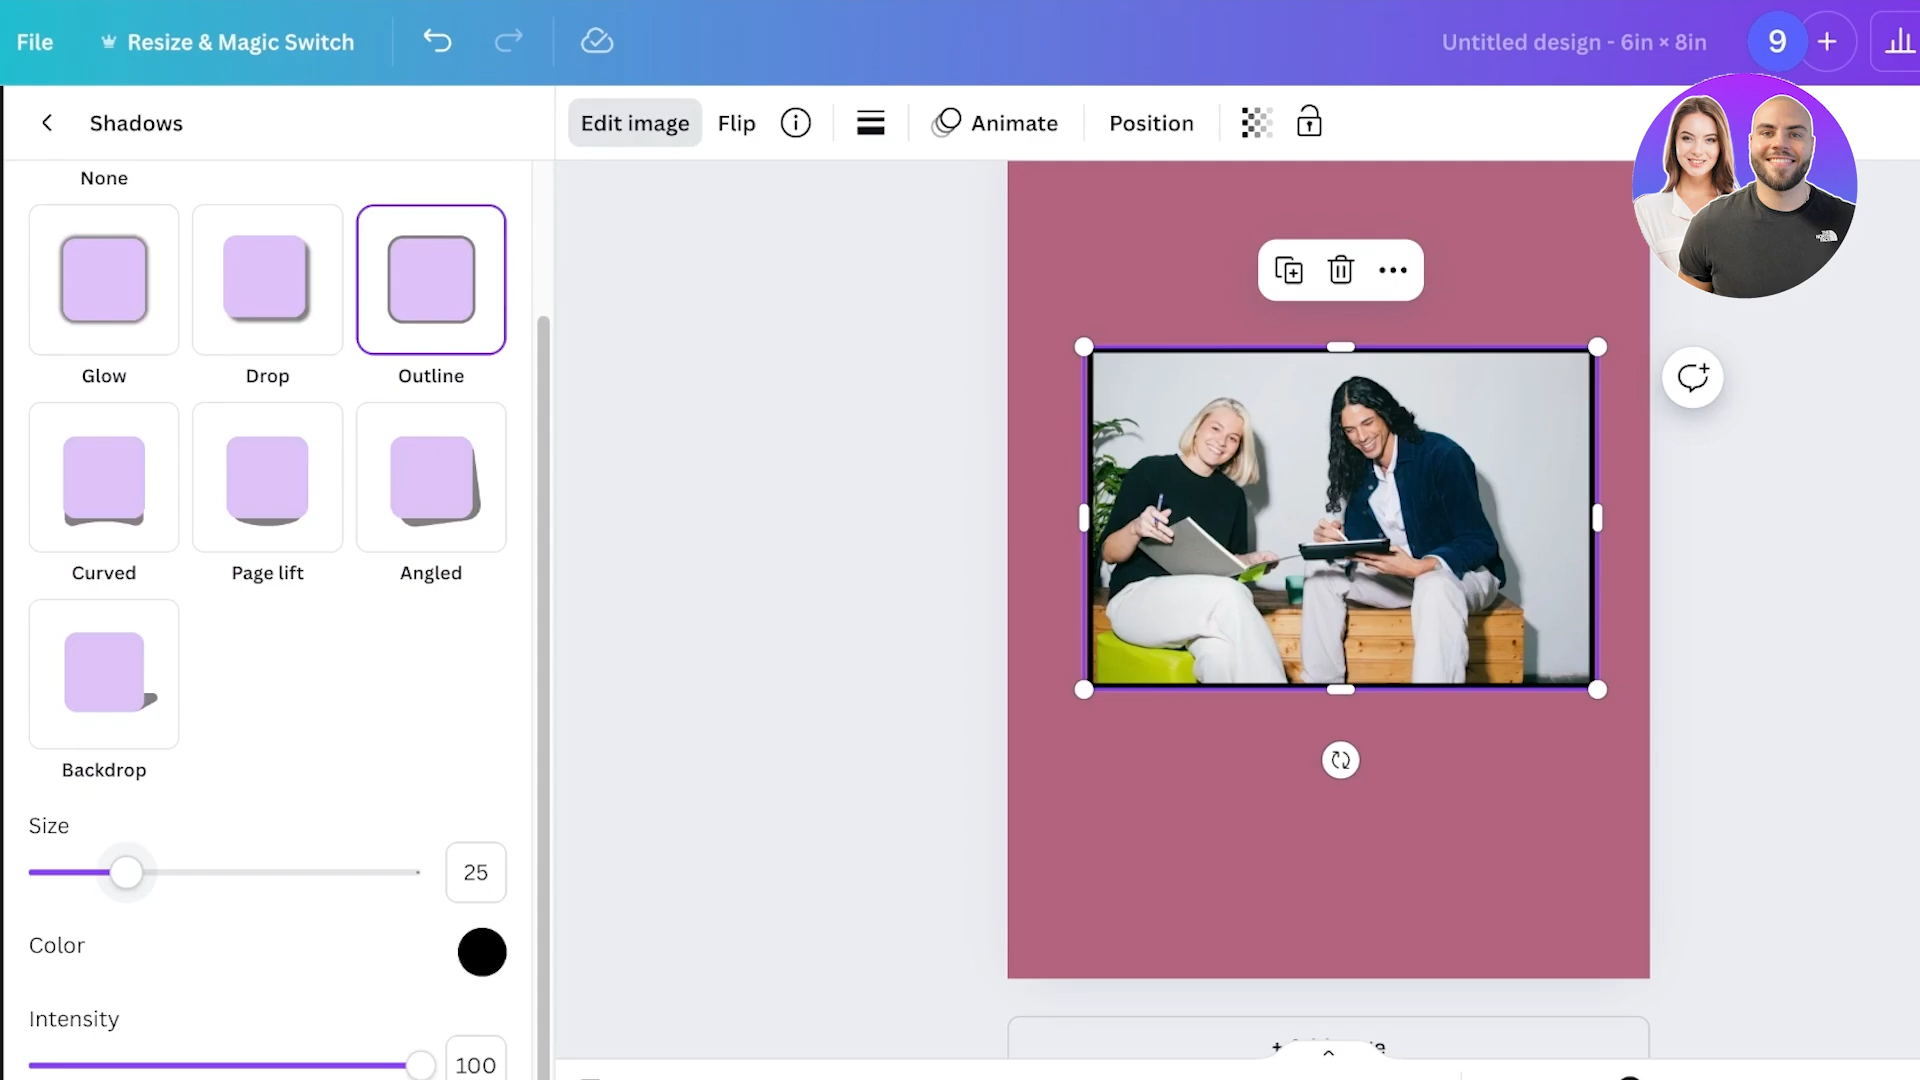 File
Resize & Magic Switch
Untitled design - 6in × 8in
9
Shadows
Edit image
Flip
Animate
Position
None
Glow
Drop
Outline
Curved
Page lift
Angled
Backdrop
Size
25
Color
Intensity
100